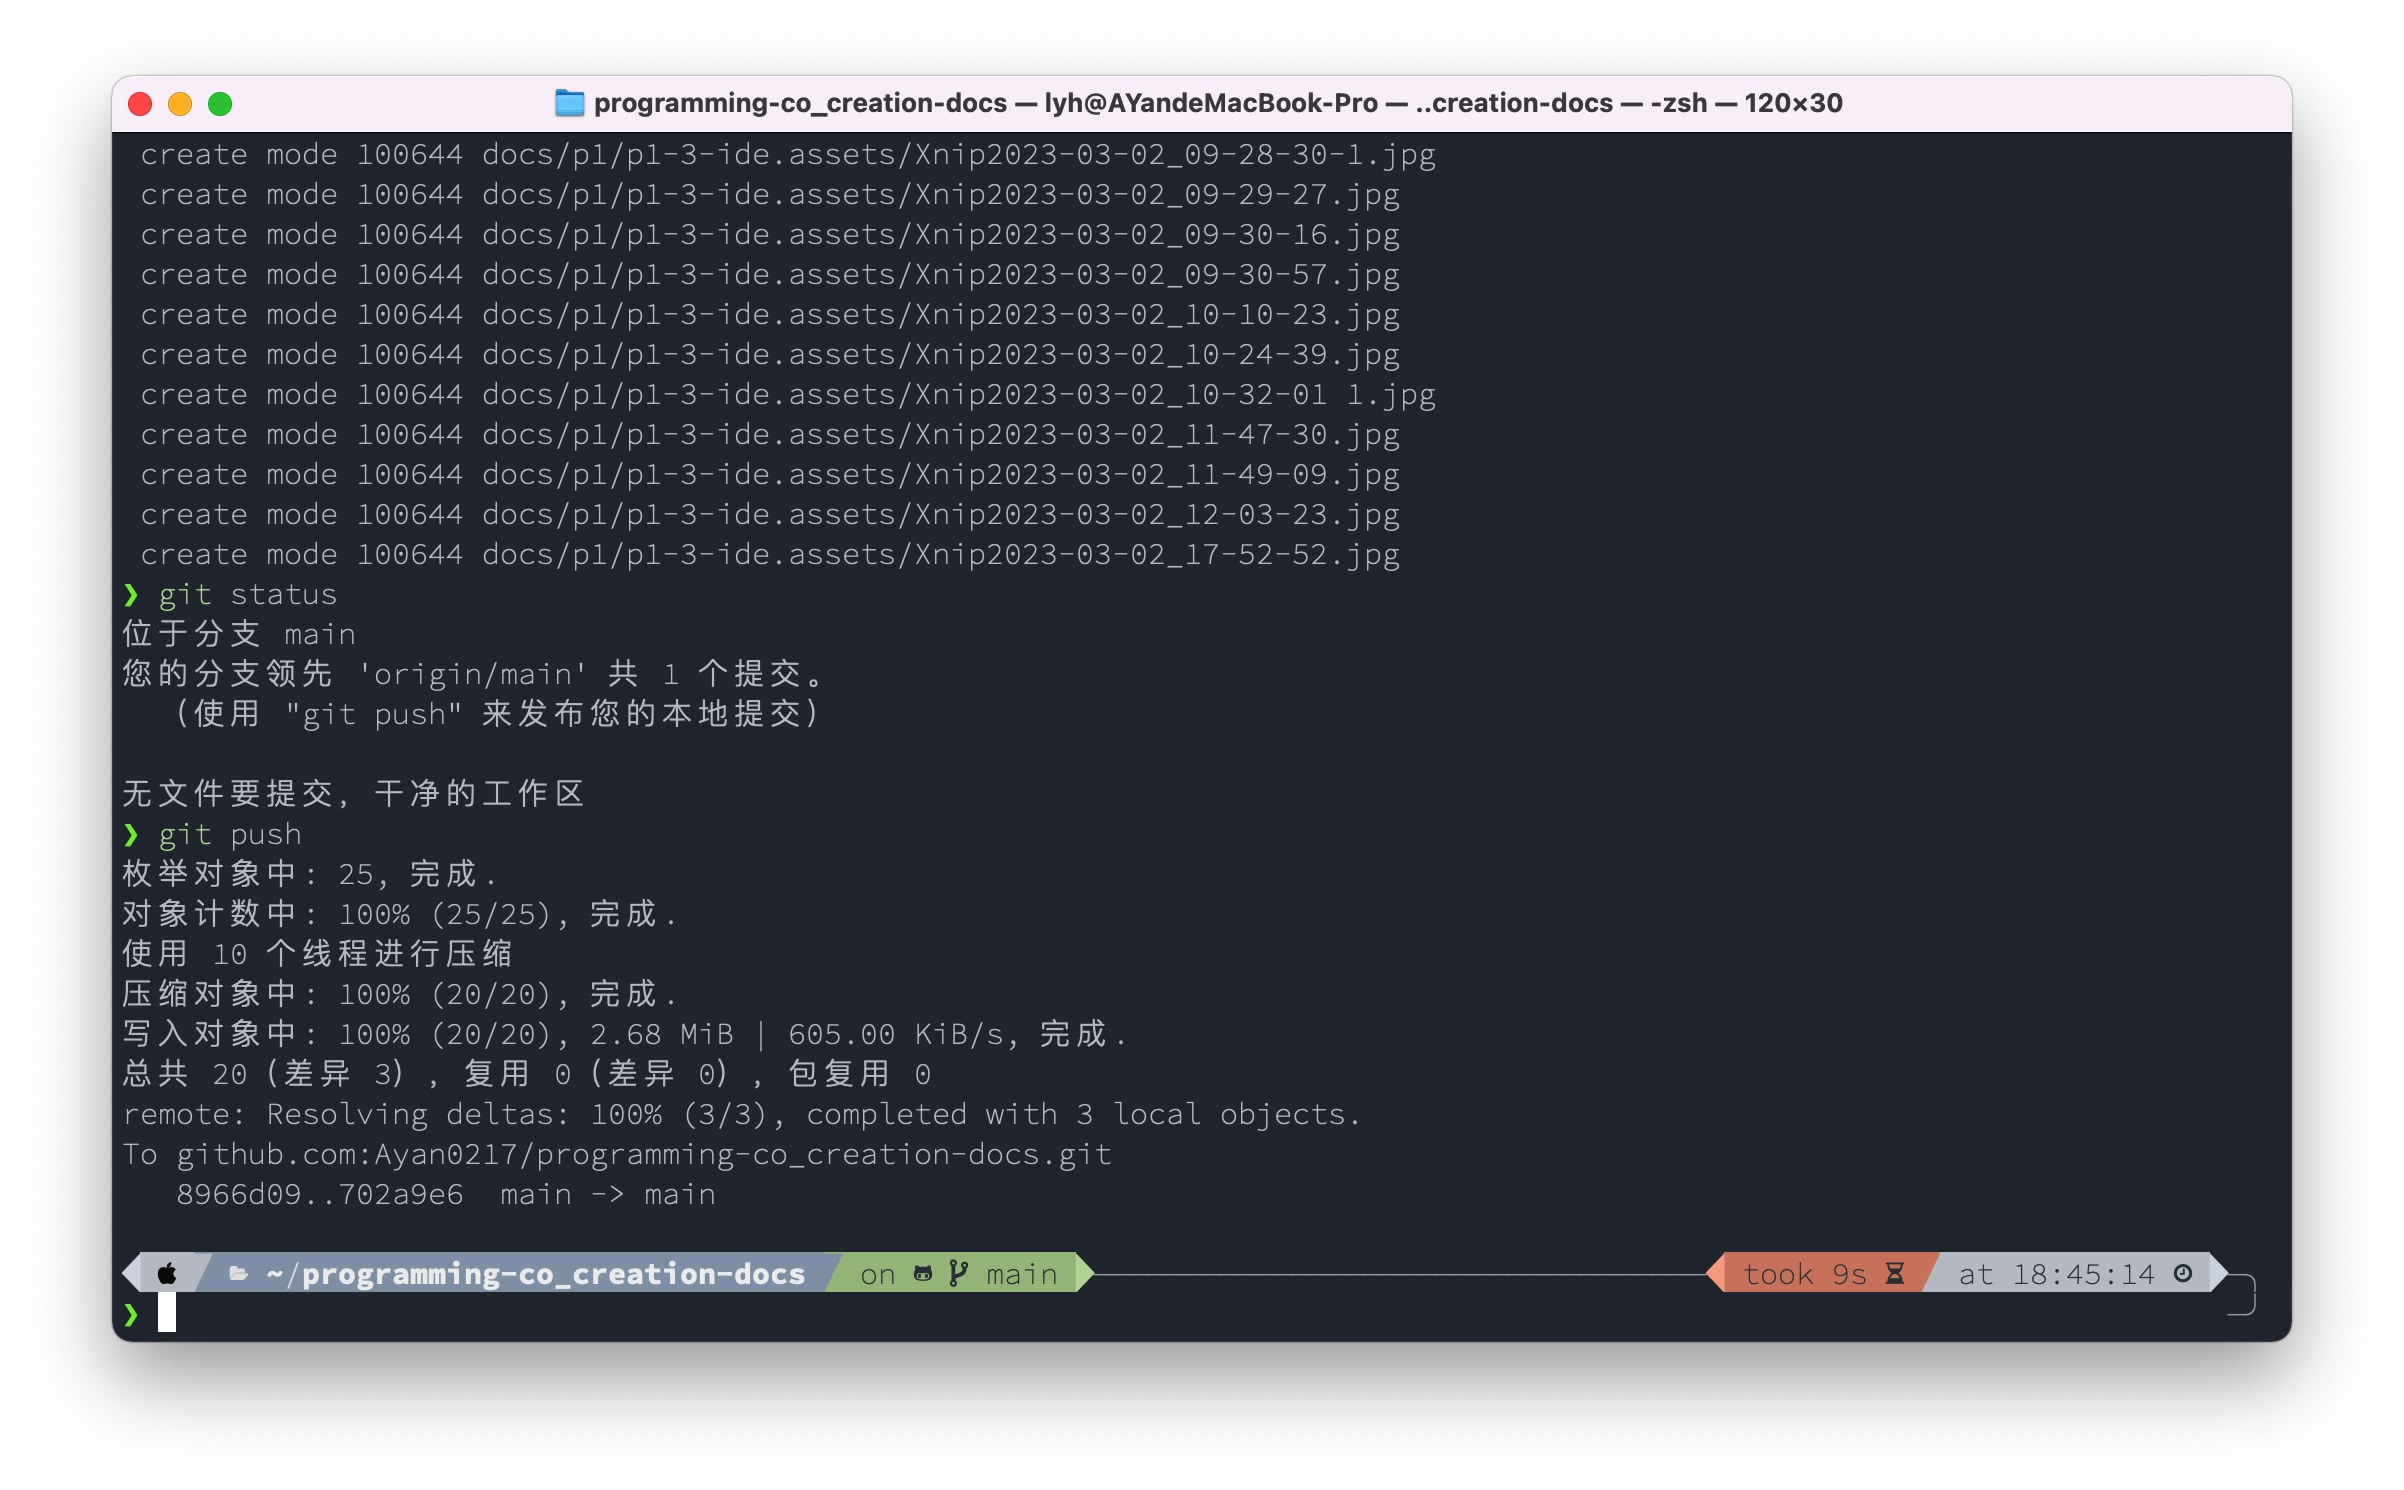 programming-co_creation-docs — lyh@AYandeMacBook-Pro — ..creation-docs — -zsh — 120×30
create mode 100644 docs/p1/p1-3-ide.assets/Xnip2023-03-02_09-28-30-1.jpg
create mode 100644 docs/p1/p1-3-ide.assets/Xnip2023-03-02_09-29-27.jpg
create mode 100644 docs/p1/p1-3-ide.assets/Xnip2023-03-02_09-30-16.jpg
create mode 100644 docs/p1/p1-3-ide.assets/Xnip2023-03-02_09-30-57.jpg
create mode 100644 docs/p1/p1-3-ide.assets/Xnip2023-03-02_10-10-23.jpg
create mode 100644 docs/p1/p1-3-ide.assets/Xnip2023-03-02_10-24-39.jpg
create mode 100644 docs/p1/p1-3-ide.assets/Xnip2023-03-02_10-32-01 1.jpg
create mode 100644 docs/p1/p1-3-ide.assets/Xnip2023-03-02_11-47-30.jpg
create mode 100644 docs/p1/p1-3-ide.assets/Xnip2023-03-02_11-49-09.jpg
create mode 100644 docs/p1/p1-3-ide.assets/Xnip2023-03-02_12-03-23.jpg
create mode 100644 docs/p1/p1-3-ide.assets/Xnip2023-03-02_17-52-52.jpg
❯ git status
位于分支 main
您的分支领先 'origin/main' 共 1 个提交。
（使用 "git push" 来发布您的本地提交）
无文件要提交，干净的工作区
❯ git push
枚举对象中: 25, 完成.
对象计数中: 100% (25/25), 完成.
使用 10 个线程进行压缩
压缩对象中: 100% (20/20), 完成.
写入对象中: 100% (20/20), 2.68 MiB | 605.00 KiB/s, 完成.
总共 20（差异 3），复用 0（差异 0），包复用 0
remote: Resolving deltas: 100% (3/3), completed with 3 local objects.
To github.com:Ayan0217/programming-co_creation-docs.git
8966d09..702a9e6  main -> main
~/programming-co_creation-docs on main took 9s at 18:45:14
❯